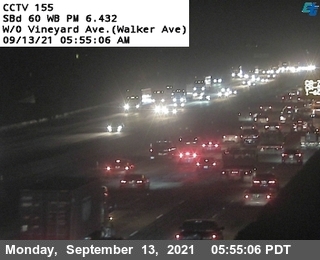 CCTV 155
SBd 60 WB PM 6.432
W/O Vineyard Ave.(Walker Ave)
09/13/21 05:55:06 AM
Monday, September 13, 2021 05:55:06 PDT